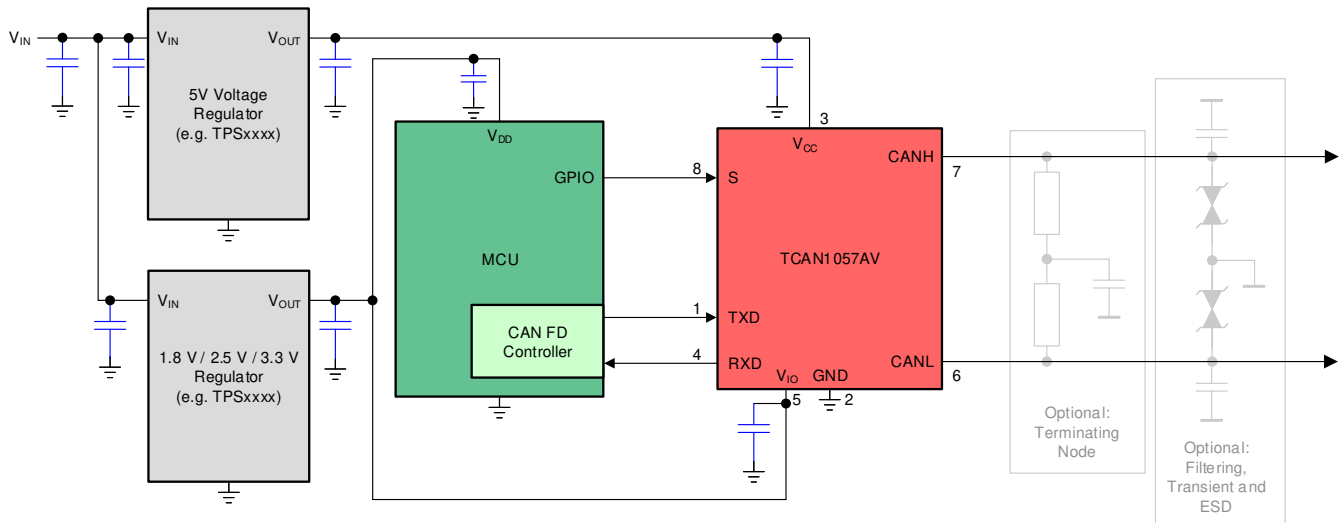 VIN
VIN
VOUT
5V Voltage
Regulator
(e.g. TPSxxxx)
VIN
VOUT
1.8 V / 2.5 V / 3.3 V
Regulator
(e.g. TPSxxxx)
VDD
GPIO
MCU
CAN FD
Controller
8
1
4
3
VCC
CANH
7
S
TCAN1057AV
TXD
RXD
VIO
GND
CANL
6
5
2
Optional:
Terminating
Node
Optional:
Filtering,
Transient and
ESD